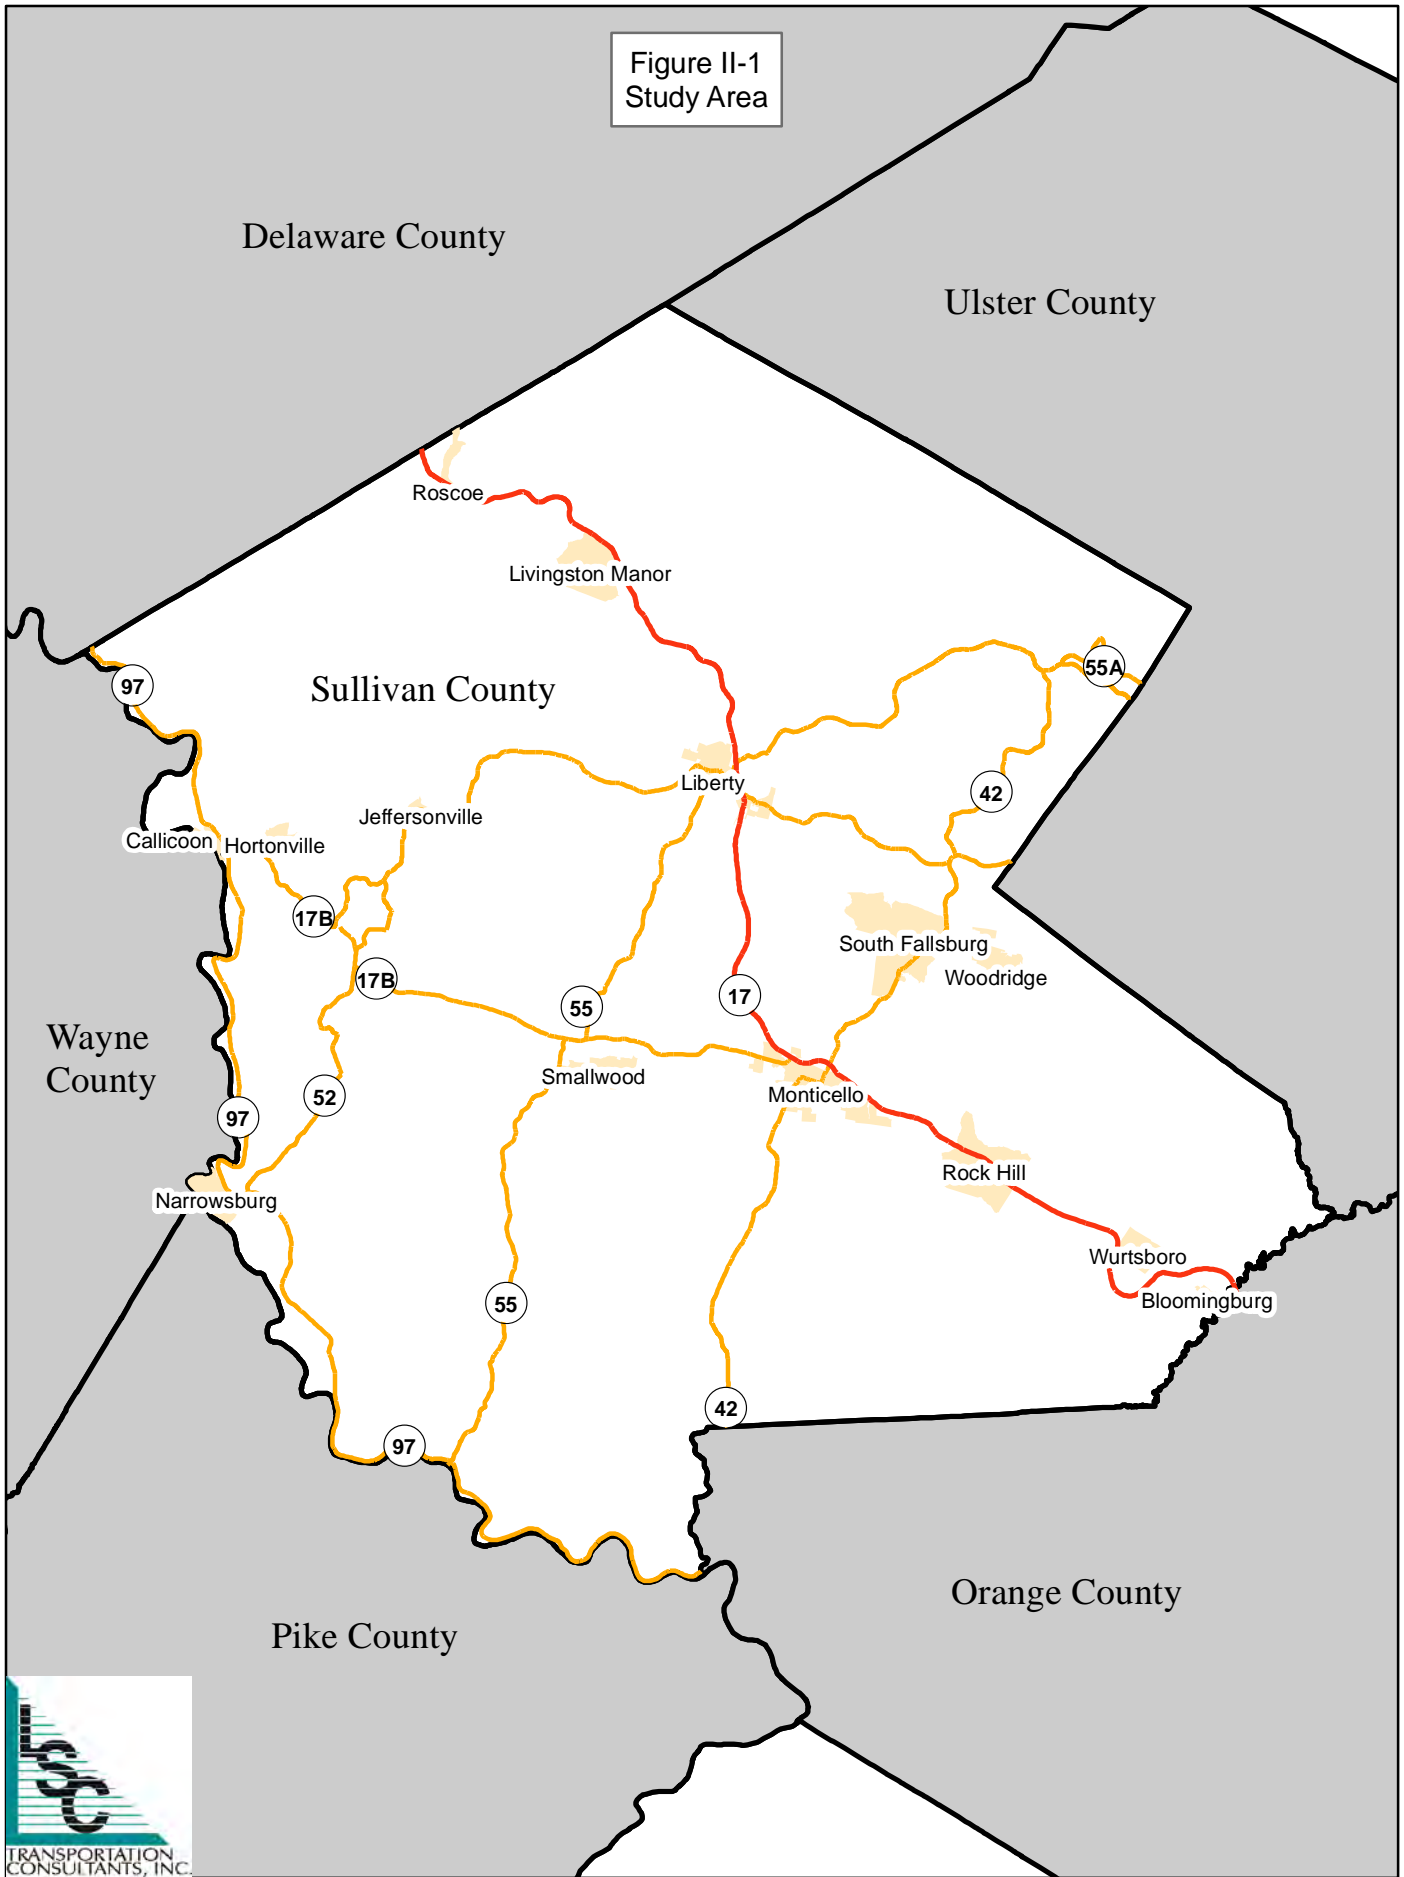 Figure II-1
Study Area
Delaware County
Ulster County
Roscoe
Livingston Manor
55A
97
Sullivan County
Liberty
42
Jeffersonville
Callicoon
Hortonville
17B
South Fallsburg
Woodridge
17B
17
55
Wayne
County
Smallwood
Monticello
52
97
Rock Hill
Narrowsburg
Wurtsboro
Bloomingburg
55
42
97
Orange County
Pike County
LSC
TRANSPORTATION
CONSULTANTS, INC.